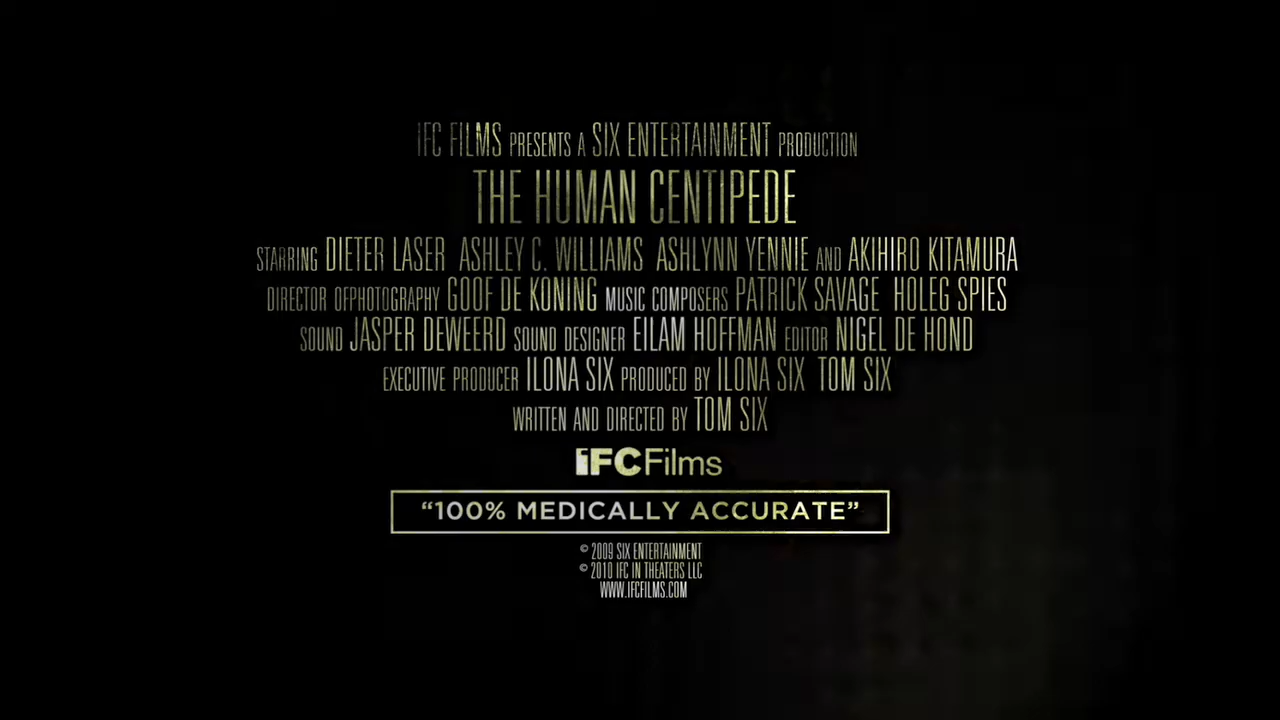 IFC FILMS PRESENTS A SIX ENTERTAINMENT PRODUCTION
THE HUMAN CENTIPEDE
STARRING DIETER LASER ASHLEY C. WILLIAMS ASHLYNN YENNIE AND AKIHIRO KITAMURA
DIRECTOR OFPHOTOGRAPHY GOOF DE KONING MUSIC COMPOSERS PATRICK SAVAGE HOLEG SPIES
SOUND JASPER DEWEERD SOUND DESIGNER EILAM HOFFMAN EDITOR NIGEL DE HOND
EXECUTIVE PRODUCER ILONA SIX PRODUCED BY ILONA SIX TOM SIX
WRITTEN AND DIRECTED BY TOM SIX
IFC Films
“100% MEDICALLY ACCURATE”
© 2009 SIX ENTERTAINMENT
© 2010 IFC IN THEATERS LLC
WWW.IFCFILMS.COM